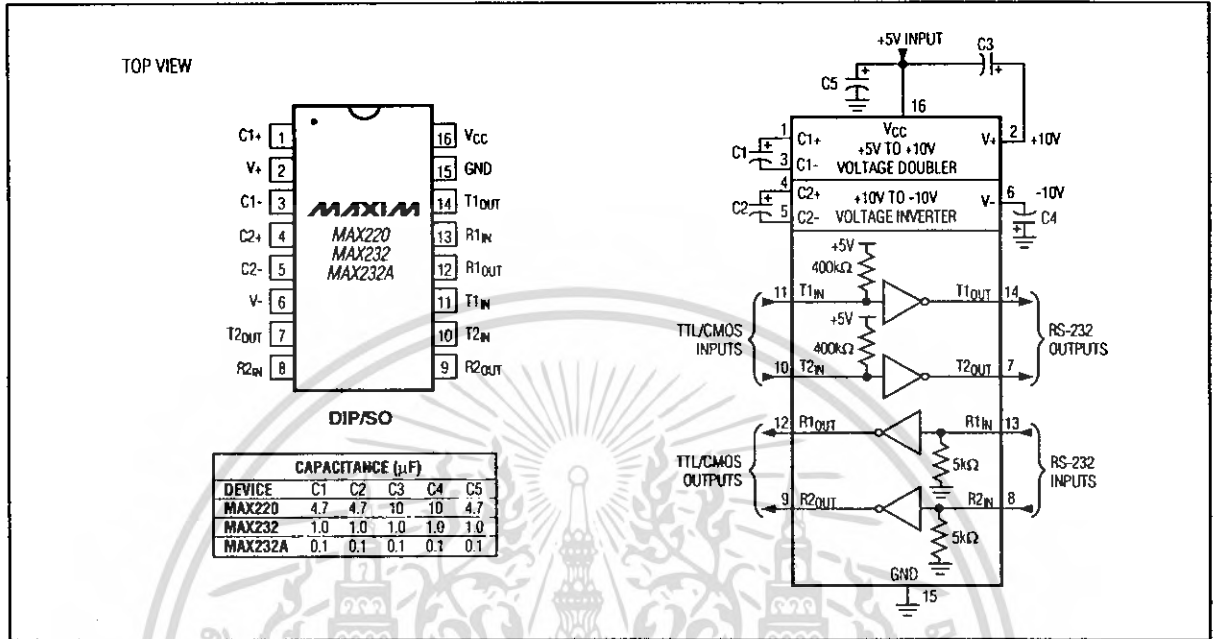 TOP VIEW
C1+ 1
V+ 2
C1- 3
C2+ 4
C2- 5
V- 6
T2OUT 7
R2IN 8
16 VCC
15 GND
14 T1OUT
13 R1IN
12 R1OUT
11 T1IN
10 T2IN
9 R2OUT
MAXIM
MAX220
MAX232
MAX232A
DIP/SO
CAPACITANCE (µF)
DEVICE C1 C2 C3 C4 C5
MAX220 4.7 4.7 10 10 4.7
MAX232 1.0 1.0 1.0 1.0 1.0
MAX232A 0.1 0.1 0.1 0.1 0.1
+5V INPUT
C3
+
C5 +
+
16
VCC
1 C1+
C1 +
3 C1-
+5V TO +10V
VOLTAGE DOUBLER
V+ 2 +10V
4 C2+
C2 +
5 C2-
+10V TO -10V
VOLTAGE INVERTER
V- 6 -10V
+ C4
+5V
400kΩ
11 T1IN T1OUT 14
+5V
400kΩ
TTL/CMOS
INPUTS
RS-232
OUTPUTS
10 T2IN T2OUT 7
12 R1OUT R1IN 13
5kΩ
TTL/CMOS
OUTPUTS
RS-232
INPUTS
9 R2OUT R2IN 8
5kΩ
GND
15